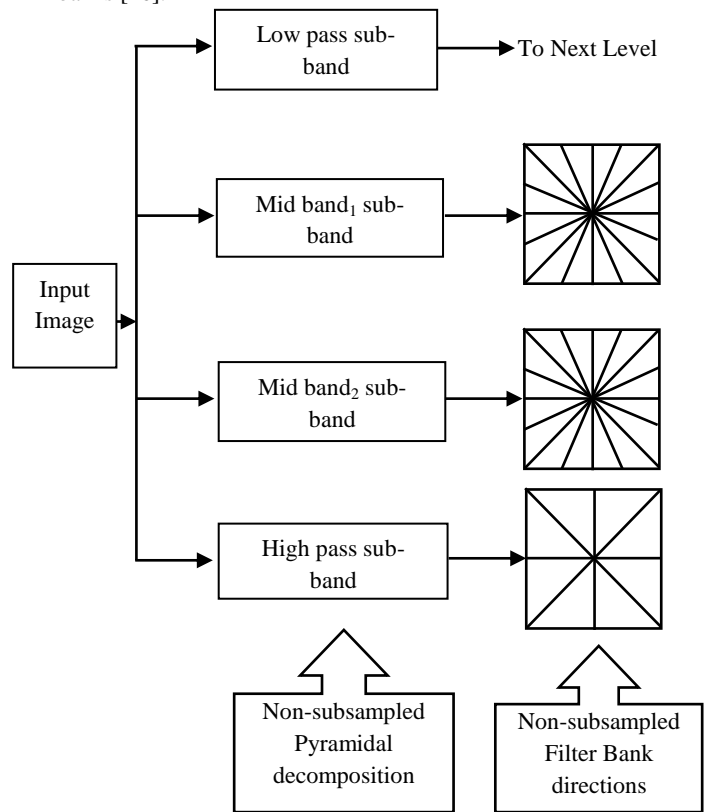 Low pass sub-
band
To Next Level
Mid band₁ sub-
band
Input
Image
Mid band₂ sub-
band
High pass sub-
band
Non-subsampled
Pyramidal
decomposition
Non-subsampled
Filter Bank
directions